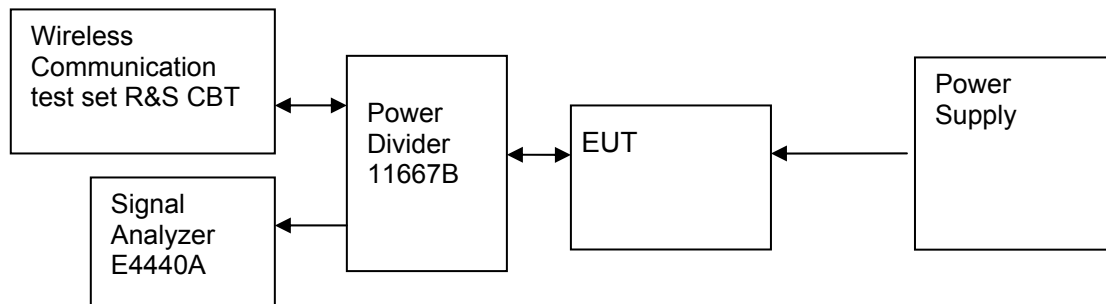 Wireless
Communication
test set R&S CBT
Signal
Analyzer
E4440A
Power
Divider
11667B
EUT
Power
Supply